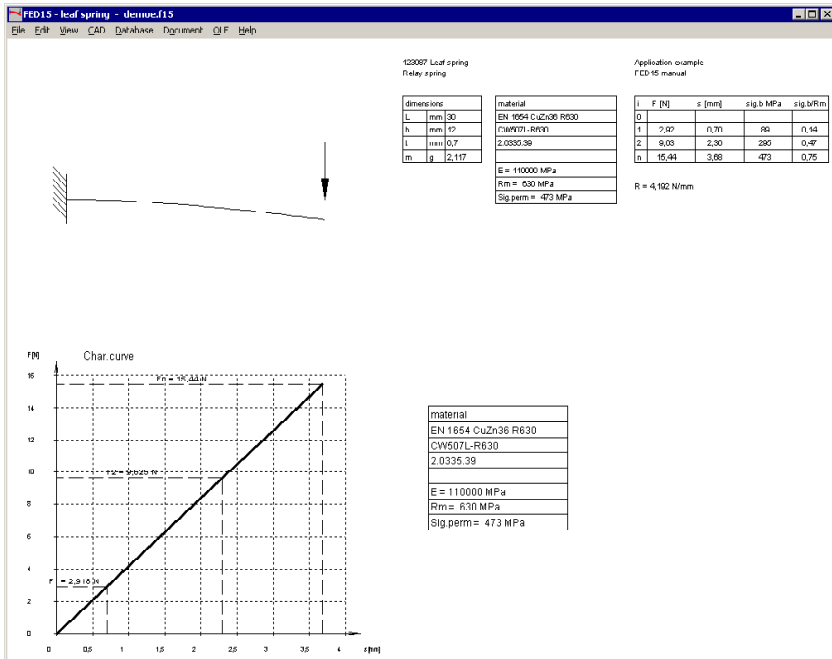 FED15 - leaf spring - demoe.f15
File Edit View CAD Database Document OLE Help
123087 Leaf spring
Relay spring
Application example
FED15 manual
dimensions
L mm 30
b mm 12
t mm 0,7
m g 2,117
material
EN 1654 CuZn36 R630
CW507L-R630
2.0335.39
E = 110000 MPa
Rm = 630 MPa
Sig.perm = 473 MPa
i F [N] s [mm] sig.b MPa sig.b/Rm
0
1 2,92 0,70 89 0,14
2 9,63 2,30 295 0,47
n 15,44 3,68 473 0,75
R = 4,192 N/mm
F[N]
Char.curve
16
14
12
10
8
6
4
2
0
Fn = 15,44 N
0 0,5 1 1,5 2 2,5 3 3,5 4 s[mm]
material
EN 1654 CuZn36 R630
CW507L-R630
2.0335.39
E = 110000 MPa
Rm = 630 MPa
Sig.perm = 473 MPa